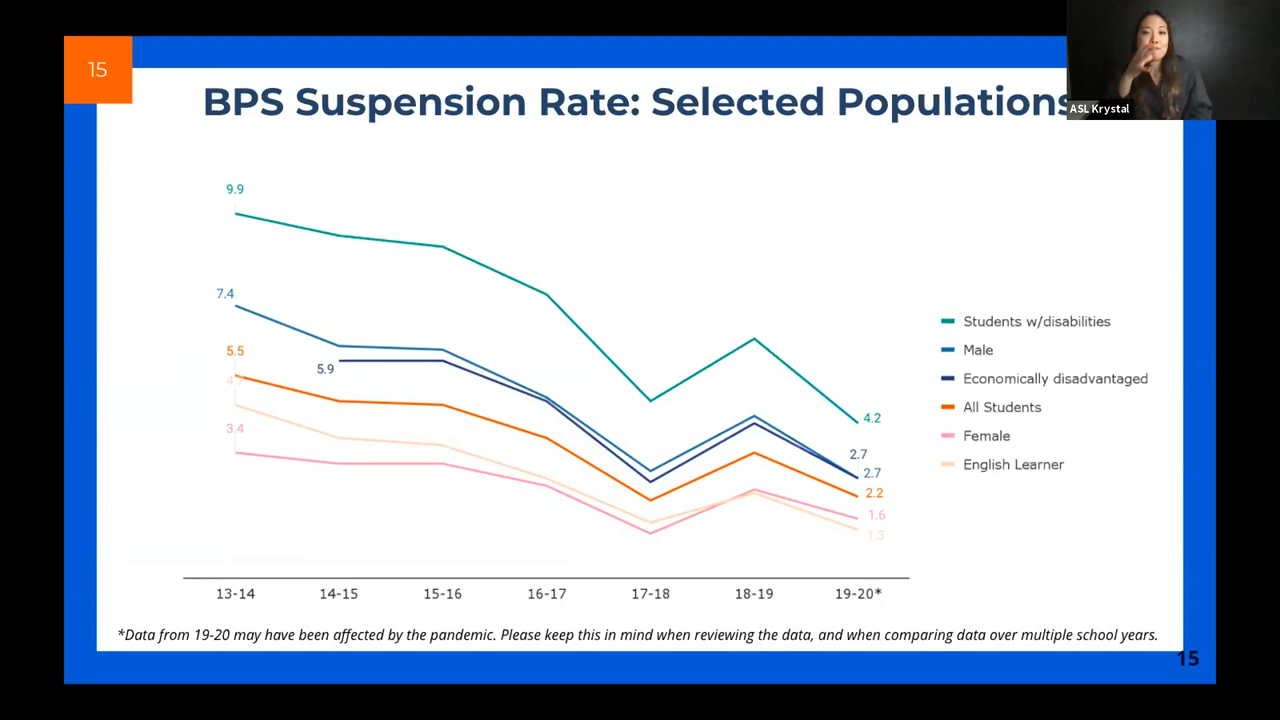 15
BPS Suspension Rate: Selected Populations
ASL Krystal
9.9
7.4
5.5
4.7
3.4
5.9
4.2
2.7
2.7
2.2
1.6
1.3
Students w/disabilities
Male
Economically disadvantaged
All Students
Female
English Learner
13-14 14-15 15-16 16-17 17-18 18-19 19-20*
*Data from 19-20 may have been affected by the pandemic. Please keep this in mind when reviewing the data, and when comparing data over multiple school years.
15